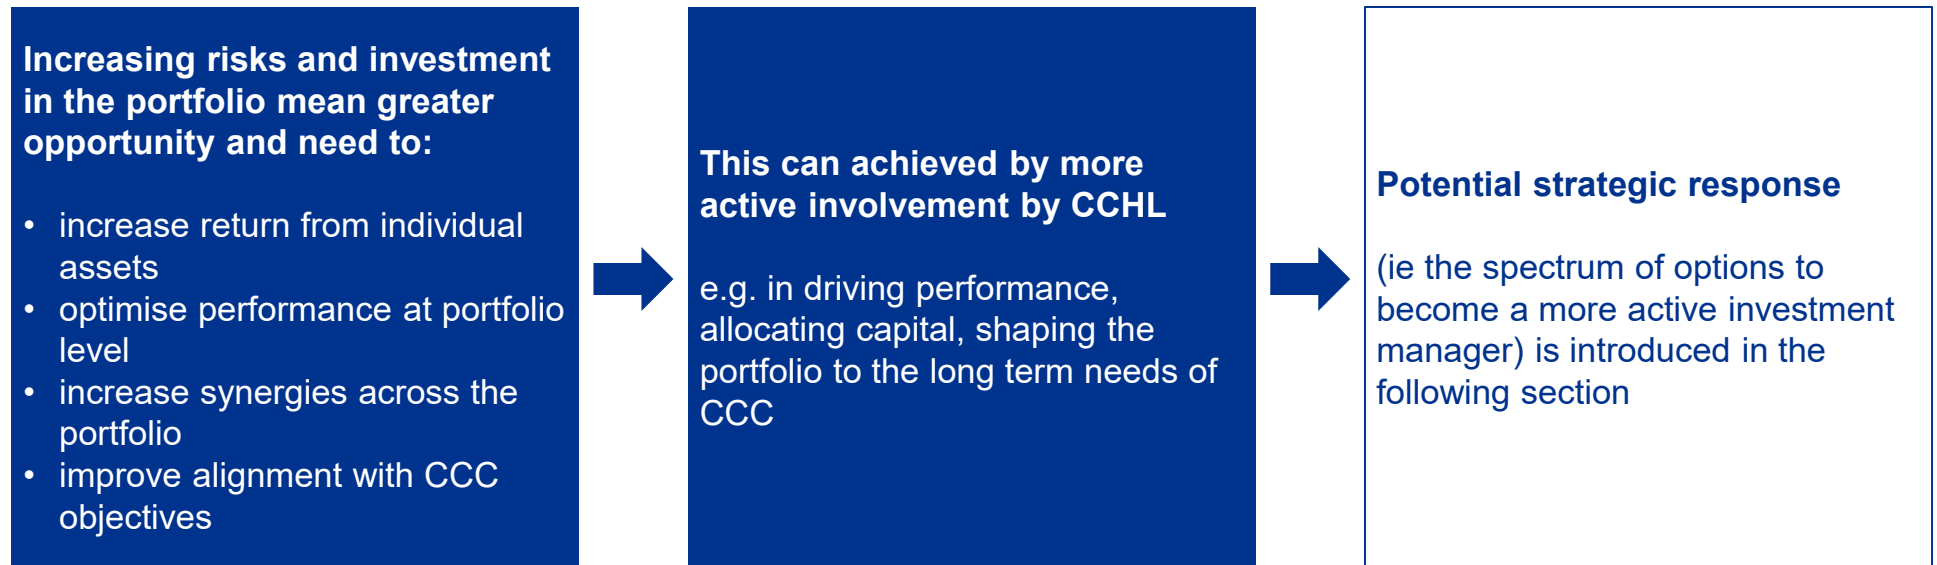 Increasing risks and investment
in the portfolio mean greater
opportunity and need to:
• increase return from individual
assets
• optimise performance at portfolio
level
• increase synergies across the
portfolio
• improve alignment with CCC
objectives
This can achieved by more
active involvement by CCHL
e.g. in driving performance,
allocating capital, shaping the
portfolio to the long term needs of
CCC
Potential strategic response
(ie the spectrum of options to
become a more active investment
manager) is introduced in the
following section